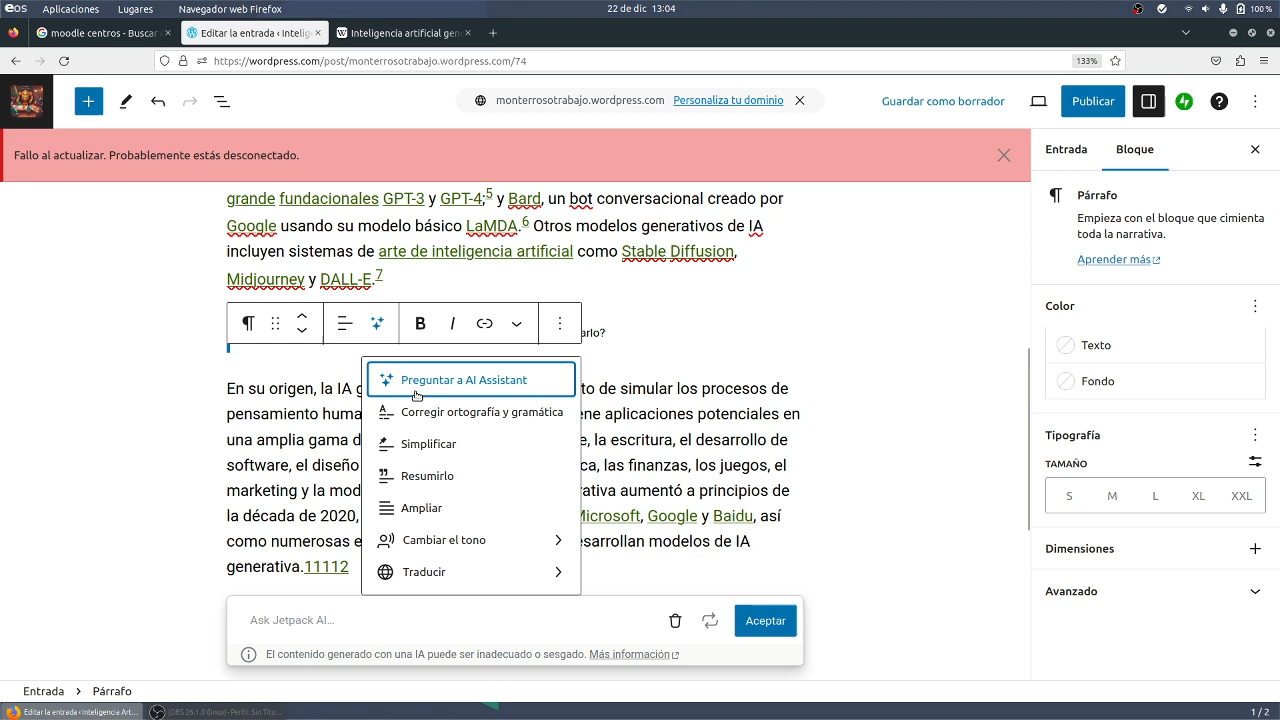 eos Aplicaciones Lugares Navegador web Firefox 22 de dic 13:04 100 %
moodle centros - Buscar Editar la entrada ‹ Intelig Inteligencia artificial gen
https://wordpress.com/post/monterrosotrabajo.wordpress.com/74 133%
monterrosotrabajo.wordpress.com Personaliza tu dominio Guardar como borrador Publicar
Fallo al actualizar. Probablemente estás desconectado.
Entrada Bloque
grande fundacionales GPT-3 y GPT-4;5 y Bard, un bot conversacional creado por
Google usando su modelo básico LaMDA.6 Otros modelos generativos de IA
incluyen sistemas de arte de inteligencia artificial como Stable Diffusion,
Midjourney y DALL-E.7
B I arlo?
Preguntar a AI Assistant
Corregir ortografía y gramática
Simplificar
Resumirlo
Ampliar
Cambiar el tono
Traducir
En su origen, la IA g to de simular los procesos de
pensamiento huma ene aplicaciones potenciales en
una amplia gama d e, la escritura, el desarrollo de
software, el diseño ca, las finanzas, los juegos, el
marketing y la mod rativa aumentó a principios de
la década de 2020, Microsoft, Google y Baidu, así
como numerosas e esarrollan modelos de IA
generativa.11112
Ask Jetpack AI... Aceptar
El contenido generado con una IA puede ser inadecuado o sesgado. Más información
Párrafo
Empieza con el bloque que cimienta
toda la narrativa.
Aprender más
Color
Texto
Fondo
Tipografía
TAMAÑO
S M L XL XXL
Dimensiones
Avanzado
Entrada Párrafo
Editar la entrada ‹ Inteligencia Art... [OBS 26.1.0 (linux) - Perfil: Sin Títu... 1 / 2